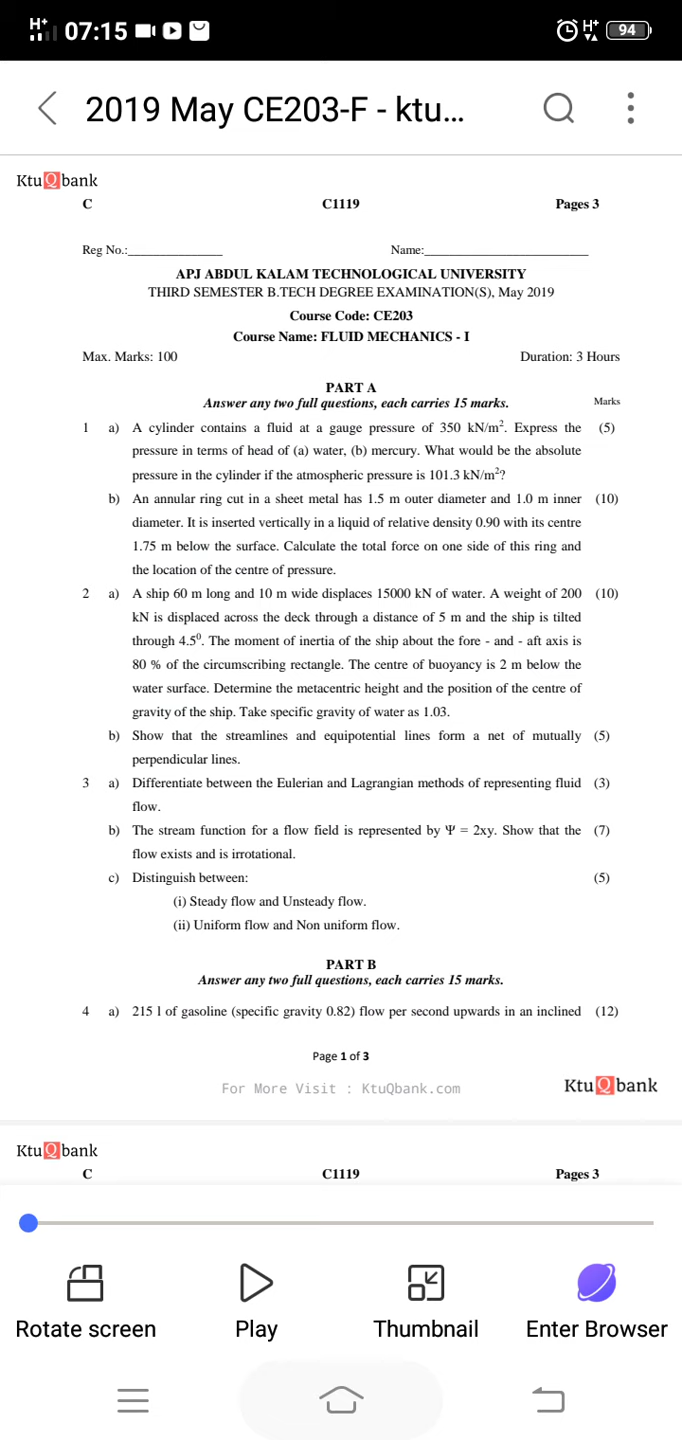 H+ 07:15 H+ 94
2019 May CE203-F - ktu...
KtuQbank
C C1119 Pages 3
Reg No.:_______________ Name:__________________________
APJ ABDUL KALAM TECHNOLOGICAL UNIVERSITY
THIRD SEMESTER B.TECH DEGREE EXAMINATION(S), May 2019
Course Code: CE203
Course Name: FLUID MECHANICS - I
Max. Marks: 100 Duration: 3 Hours
PART A
Answer any two full questions, each carries 15 marks. Marks
1 a) A cylinder contains a fluid at a gauge pressure of 350 kN/m². Express the (5)
pressure in terms of head of (a) water, (b) mercury. What would be the absolute
pressure in the cylinder if the atmospheric pressure is 101.3 kN/m²?
b) An annular ring cut in a sheet metal has 1.5 m outer diameter and 1.0 m inner (10)
diameter. It is inserted vertically in a liquid of relative density 0.90 with its centre
1.75 m below the surface. Calculate the total force on one side of this ring and
the location of the centre of pressure.
2 a) A ship 60 m long and 10 m wide displaces 15000 kN of water. A weight of 200 (10)
kN is displaced across the deck through a distance of 5 m and the ship is tilted
through 4.5⁰. The moment of inertia of the ship about the fore - and - aft axis is
80 % of the circumscribing rectangle. The centre of buoyancy is 2 m below the
water surface. Determine the metacentric height and the position of the centre of
gravity of the ship. Take specific gravity of water as 1.03.
b) Show that the streamlines and equipotential lines form a net of mutually (5)
perpendicular lines.
3 a) Differentiate between the Eulerian and Lagrangian methods of representing fluid (3)
flow.
b) The stream function for a flow field is represented by Ψ = 2xy. Show that the (7)
flow exists and is irrotational.
c) Distinguish between: (5)
(i) Steady flow and Unsteady flow.
(ii) Uniform flow and Non uniform flow.
PART B
Answer any two full questions, each carries 15 marks.
4 a) 215 l of gasoline (specific gravity 0.82) flow per second upwards in an inclined (12)
Page 1 of 3
For More Visit : KtuQbank.com KtuQbank
KtuQbank
C C1119 Pages 3
Rotate screen Play Thumbnail Enter Browser